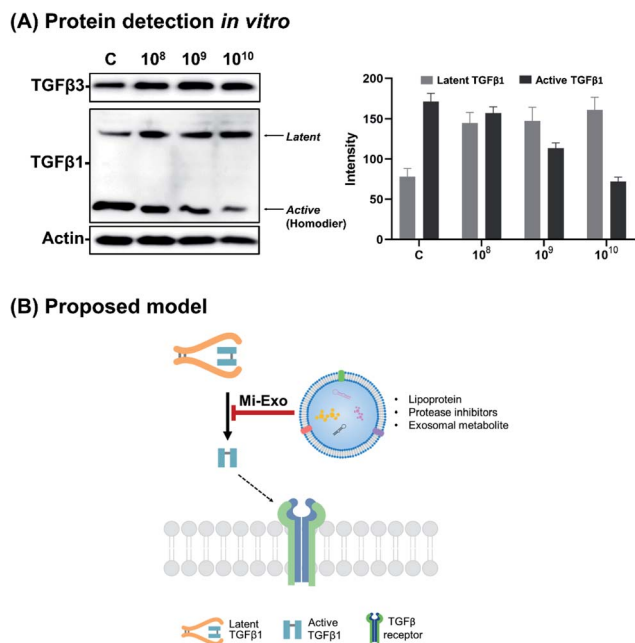 (A) Protein detection in vitro
C 10⁸ 10⁹ 10¹⁰
TGFβ3
TGFβ1
Latent
Active
(Homodier)
Actin
Latent TGFβ1 Active TGFβ1
Intensity
200
150
100
50
0
C 10⁸ 10⁹ 10¹⁰
(B) Proposed model
Mi-Exo
• Lipoprotein
• Protease inhibitors
• Exosomal metabolite
Latent
TGFβ1
Active
TGFβ1
TGFβ
receptor